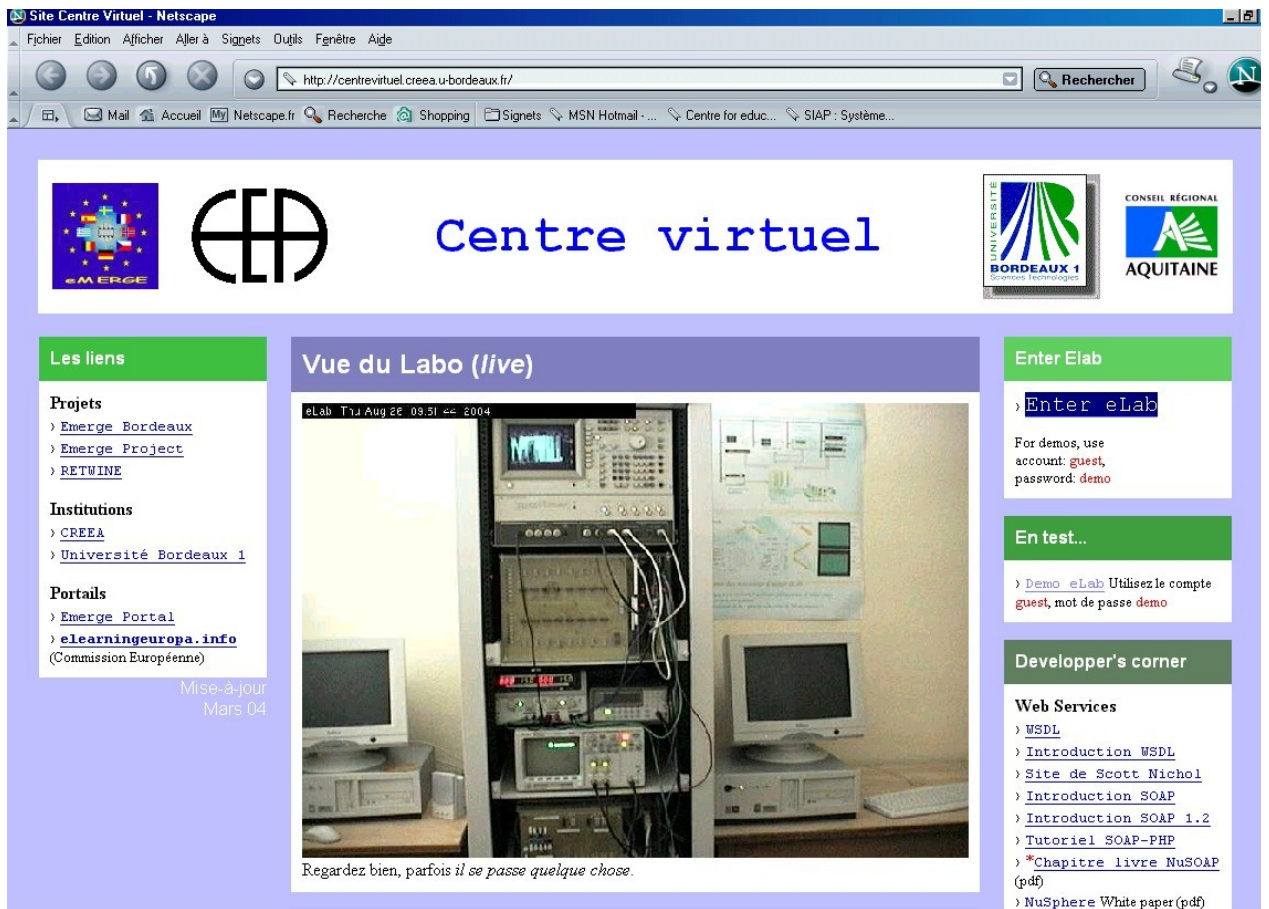 Site Centre Virtuel - Netscape
Fichier Edition Afficher Aller à Signets Outils Fenêtre Aide
http://centrevirtuel.creea.u-bordeaux.fr/
Rechercher
Mail Accueil My Netscape.fr Recherche Shopping Signets MSN Hotmail - ... Centre for educ... SIAP : Système...
eMERGE
Centre virtuel
UNIVERSITÉ
BORDEAUX 1
Sciences Technologies
CONSEIL RÉGIONAL
AQUITAINE
Les liens
Projets
› Emerge Bordeaux
› Emerge Project
› RETWINE
Institutions
› CREEA
› Université Bordeaux 1
Portails
› Emerge Portal
› elearningeuropa.info
(Commission Européenne)
Mise-à-jour
Mars 04
Vue du Labo (live)
eLab Thu Aug 26 09:51 2004
Regardez bien, parfois il se passe quelque chose.
Enter Elab
› Enter eLab
For demos, use
account: guest,
password: demo
En test...
› Demo eLab Utilisez le compte
guest, mot de passe demo
Developper's corner
Web Services
› WSDL
› Introduction WSDL
› Site de Scott Nichol
› Introduction SOAP
› Introduction SOAP 1.2
› Tutoriel SOAP-PHP
› *Chapitre livre NuSOAP
(pdf)
› NuSphere White paper (pdf)